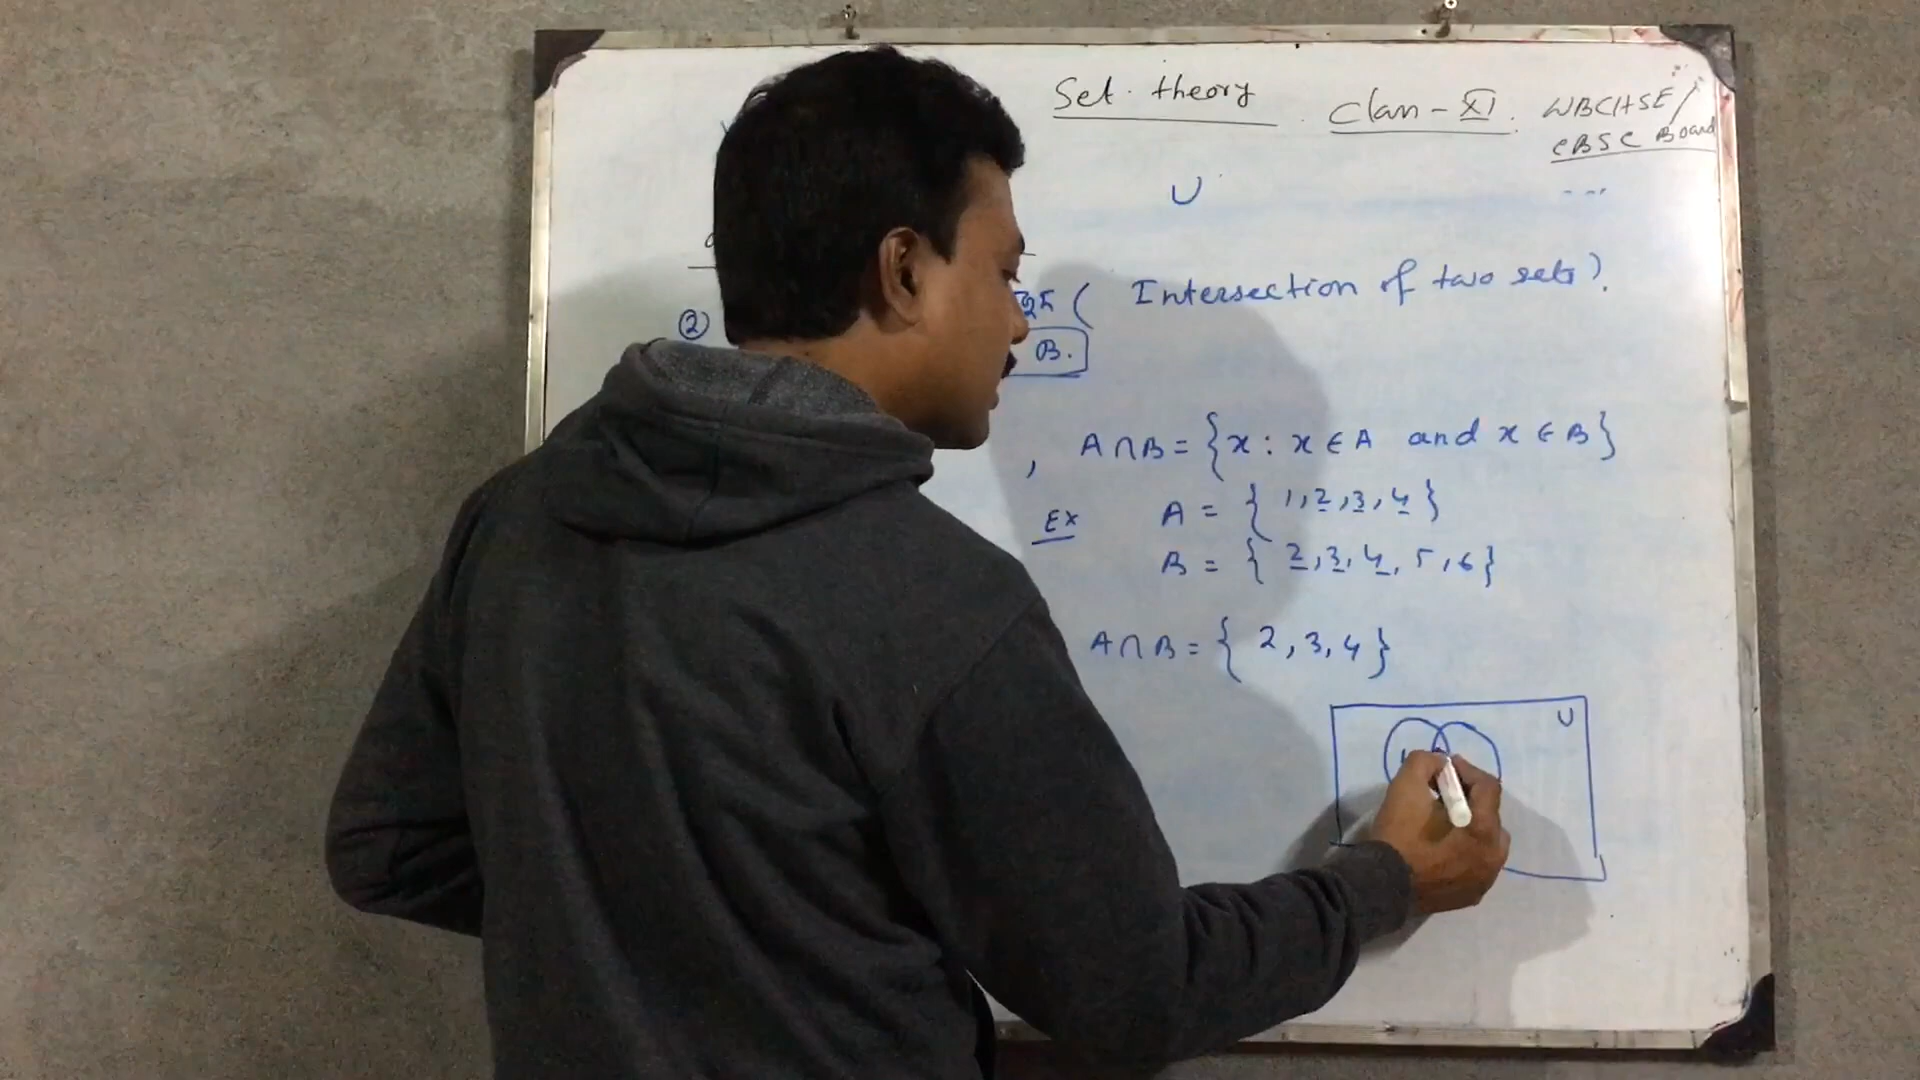 Set theory
Class - XI. WBCHSE /
CBSC Board
U
② ( Intersection of two sets).
B.
, A∩B = {x : x ∈ A and x ∈ B}
Ex A = { 1, 2, 3, 4 }
B = { 2, 3, 4, 5, 6 }
A∩B = { 2, 3, 4 }
U
1